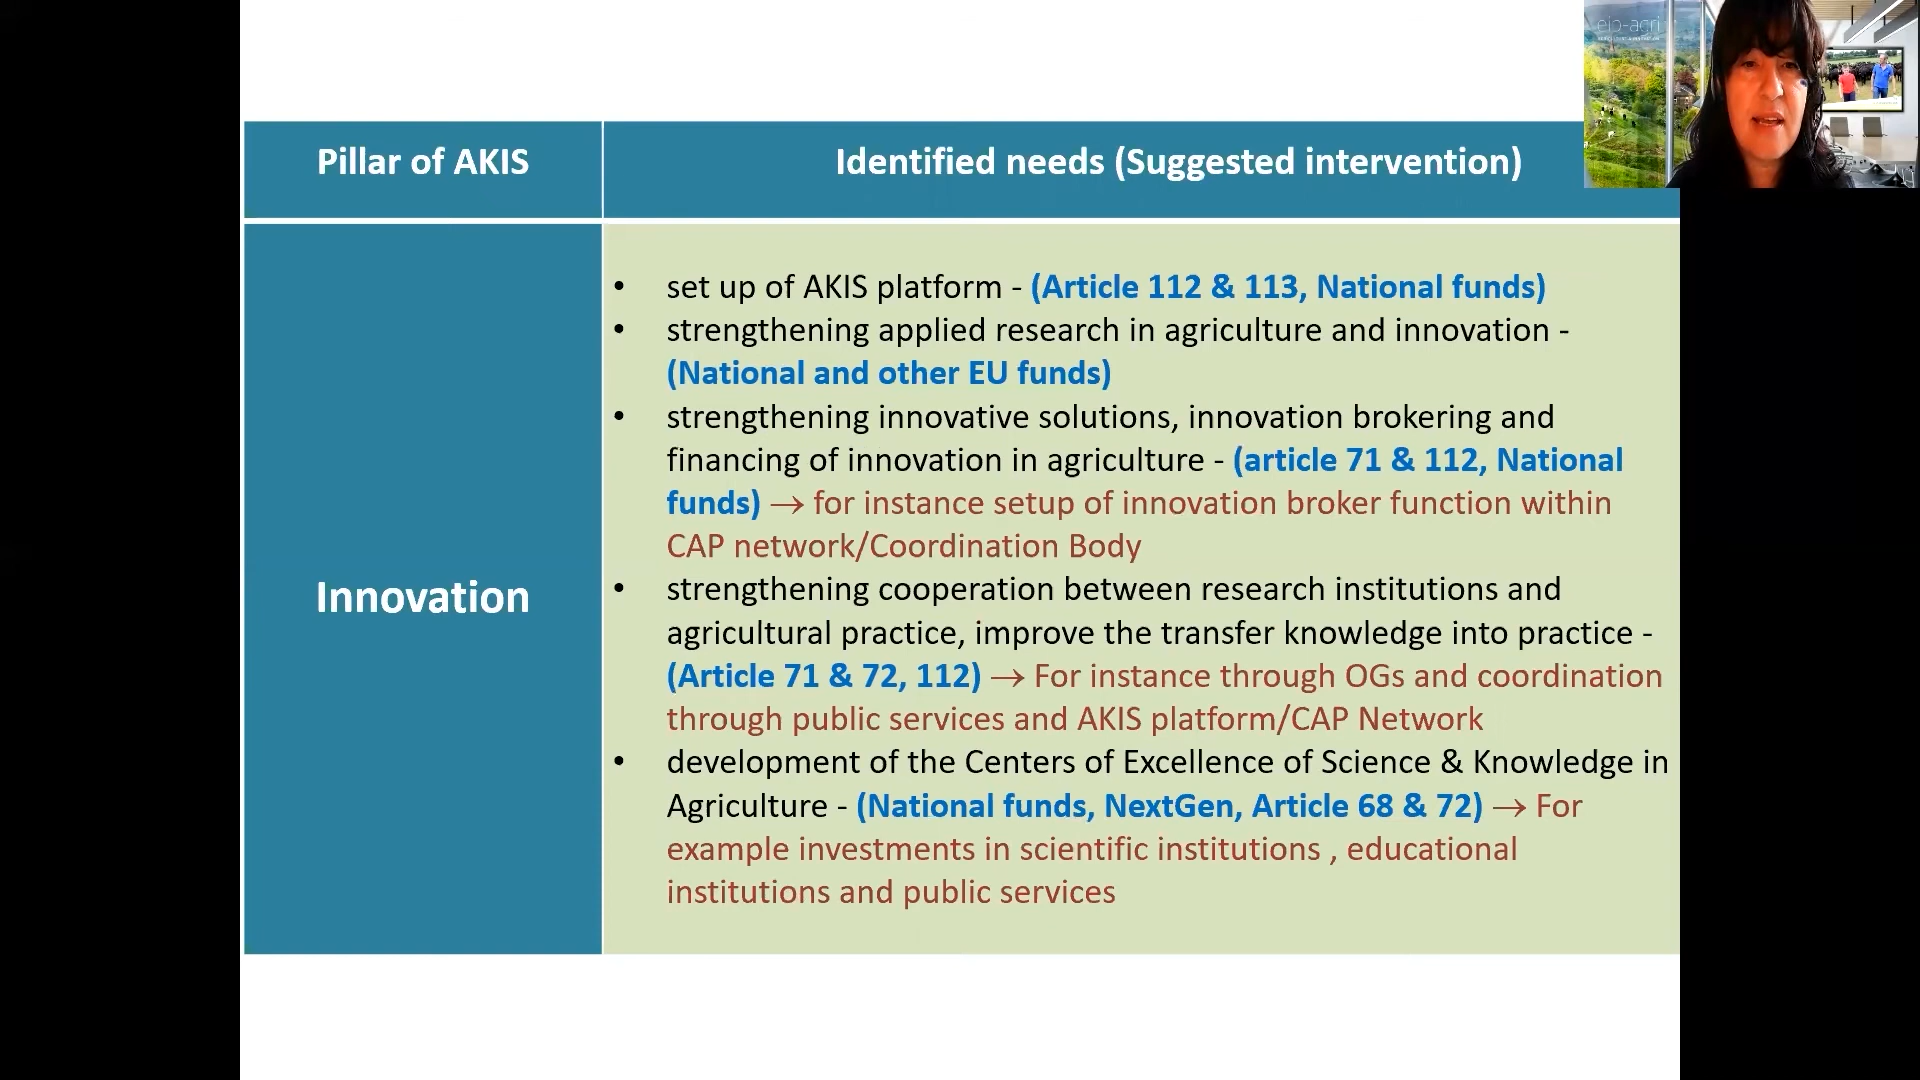 eip-agri
Pillar of AKIS
Identified needs (Suggested intervention)
Innovation
• set up of AKIS platform - (Article 112 & 113, National funds)
• strengthening applied research in agriculture and innovation -
(National and other EU funds)
• strengthening innovative solutions, innovation brokering and
financing of innovation in agriculture - (article 71 & 112, National
funds) → for instance setup of innovation broker function within
CAP network/Coordination Body
• strengthening cooperation between research institutions and
agricultural practice, improve the transfer knowledge into practice -
(Article 71 & 72, 112) → For instance through OGs and coordination
through public services and AKIS platform/CAP Network
• development of the Centers of Excellence of Science & Knowledge in
Agriculture - (National funds, NextGen, Article 68 & 72) → For
example investments in scientific institutions , educational
institutions and public services